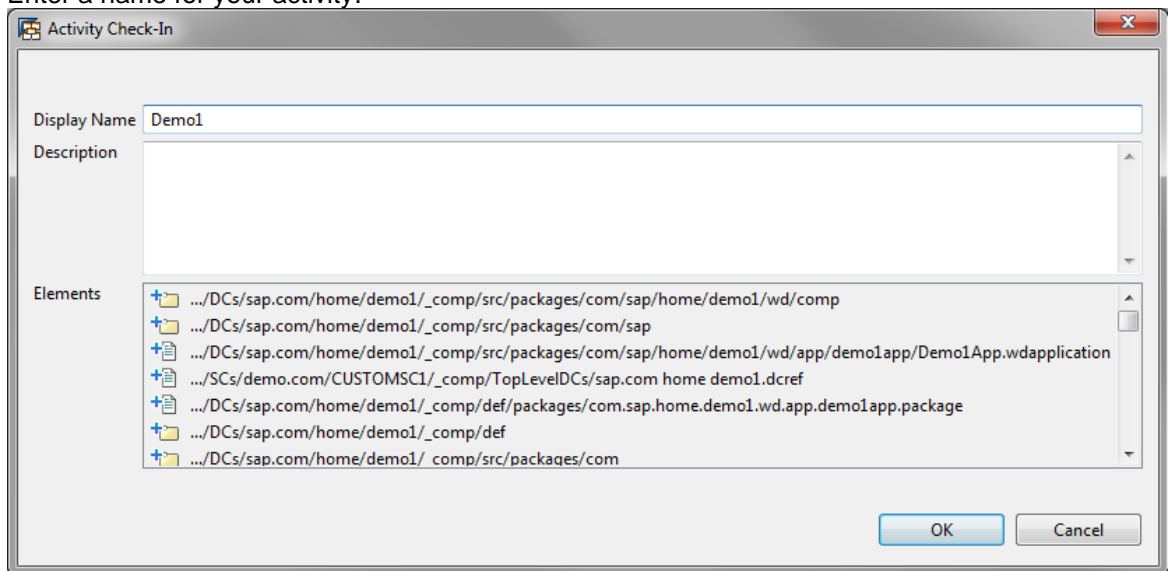 Enter a name for your activity.
Activity Check-In
Display Name Demo1
Description
Elements
.../DCs/sap.com/home/demo1/_comp/src/packages/com/sap/home/demo1/wd/comp
.../DCs/sap.com/home/demo1/_comp/src/packages/com/sap
.../DCs/sap.com/home/demo1/_comp/src/packages/com/sap/home/demo1/wd/app/demo1app/Demo1App.wdapplication
.../SCs/demo.com/CUSTOMSC1/_comp/TopLevelDCs/sap.com home demo1.dcref
.../DCs/sap.com/home/demo1/_comp/def/packages/com.sap.home.demo1.wd.app.demo1app.package
.../DCs/sap.com/home/demo1/_comp/def
.../DCs/sap.com/home/demo1/_comp/src/packages/com
OK Cancel